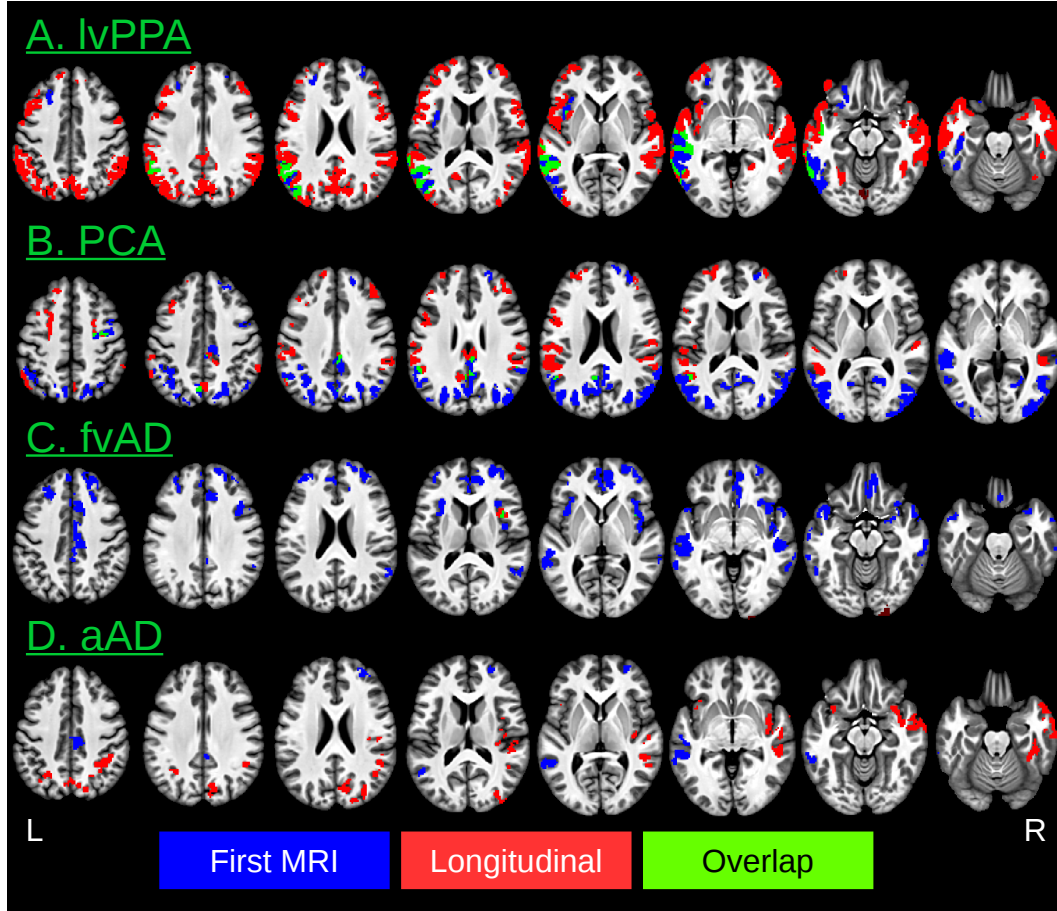 A. lvPPA
B. PCA
C. fvAD
D. aAD
L
R
First MRI
Longitudinal
Overlap